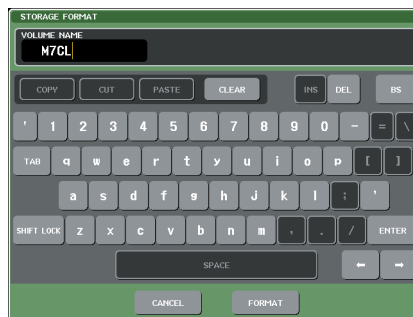 STORAGE FORMAT
VOLUME NAME
M7CL
COPY CUT PASTE CLEAR INS DEL BS
' 1 2 3 4 5 6 7 8 9 0 - = \
TAB q w e r t y u i o p [ ]
a s d f g h j k l ; '
SHIFT LOCK z x c v b n m , . / ENTER
SPACE ← →
CANCEL FORMAT